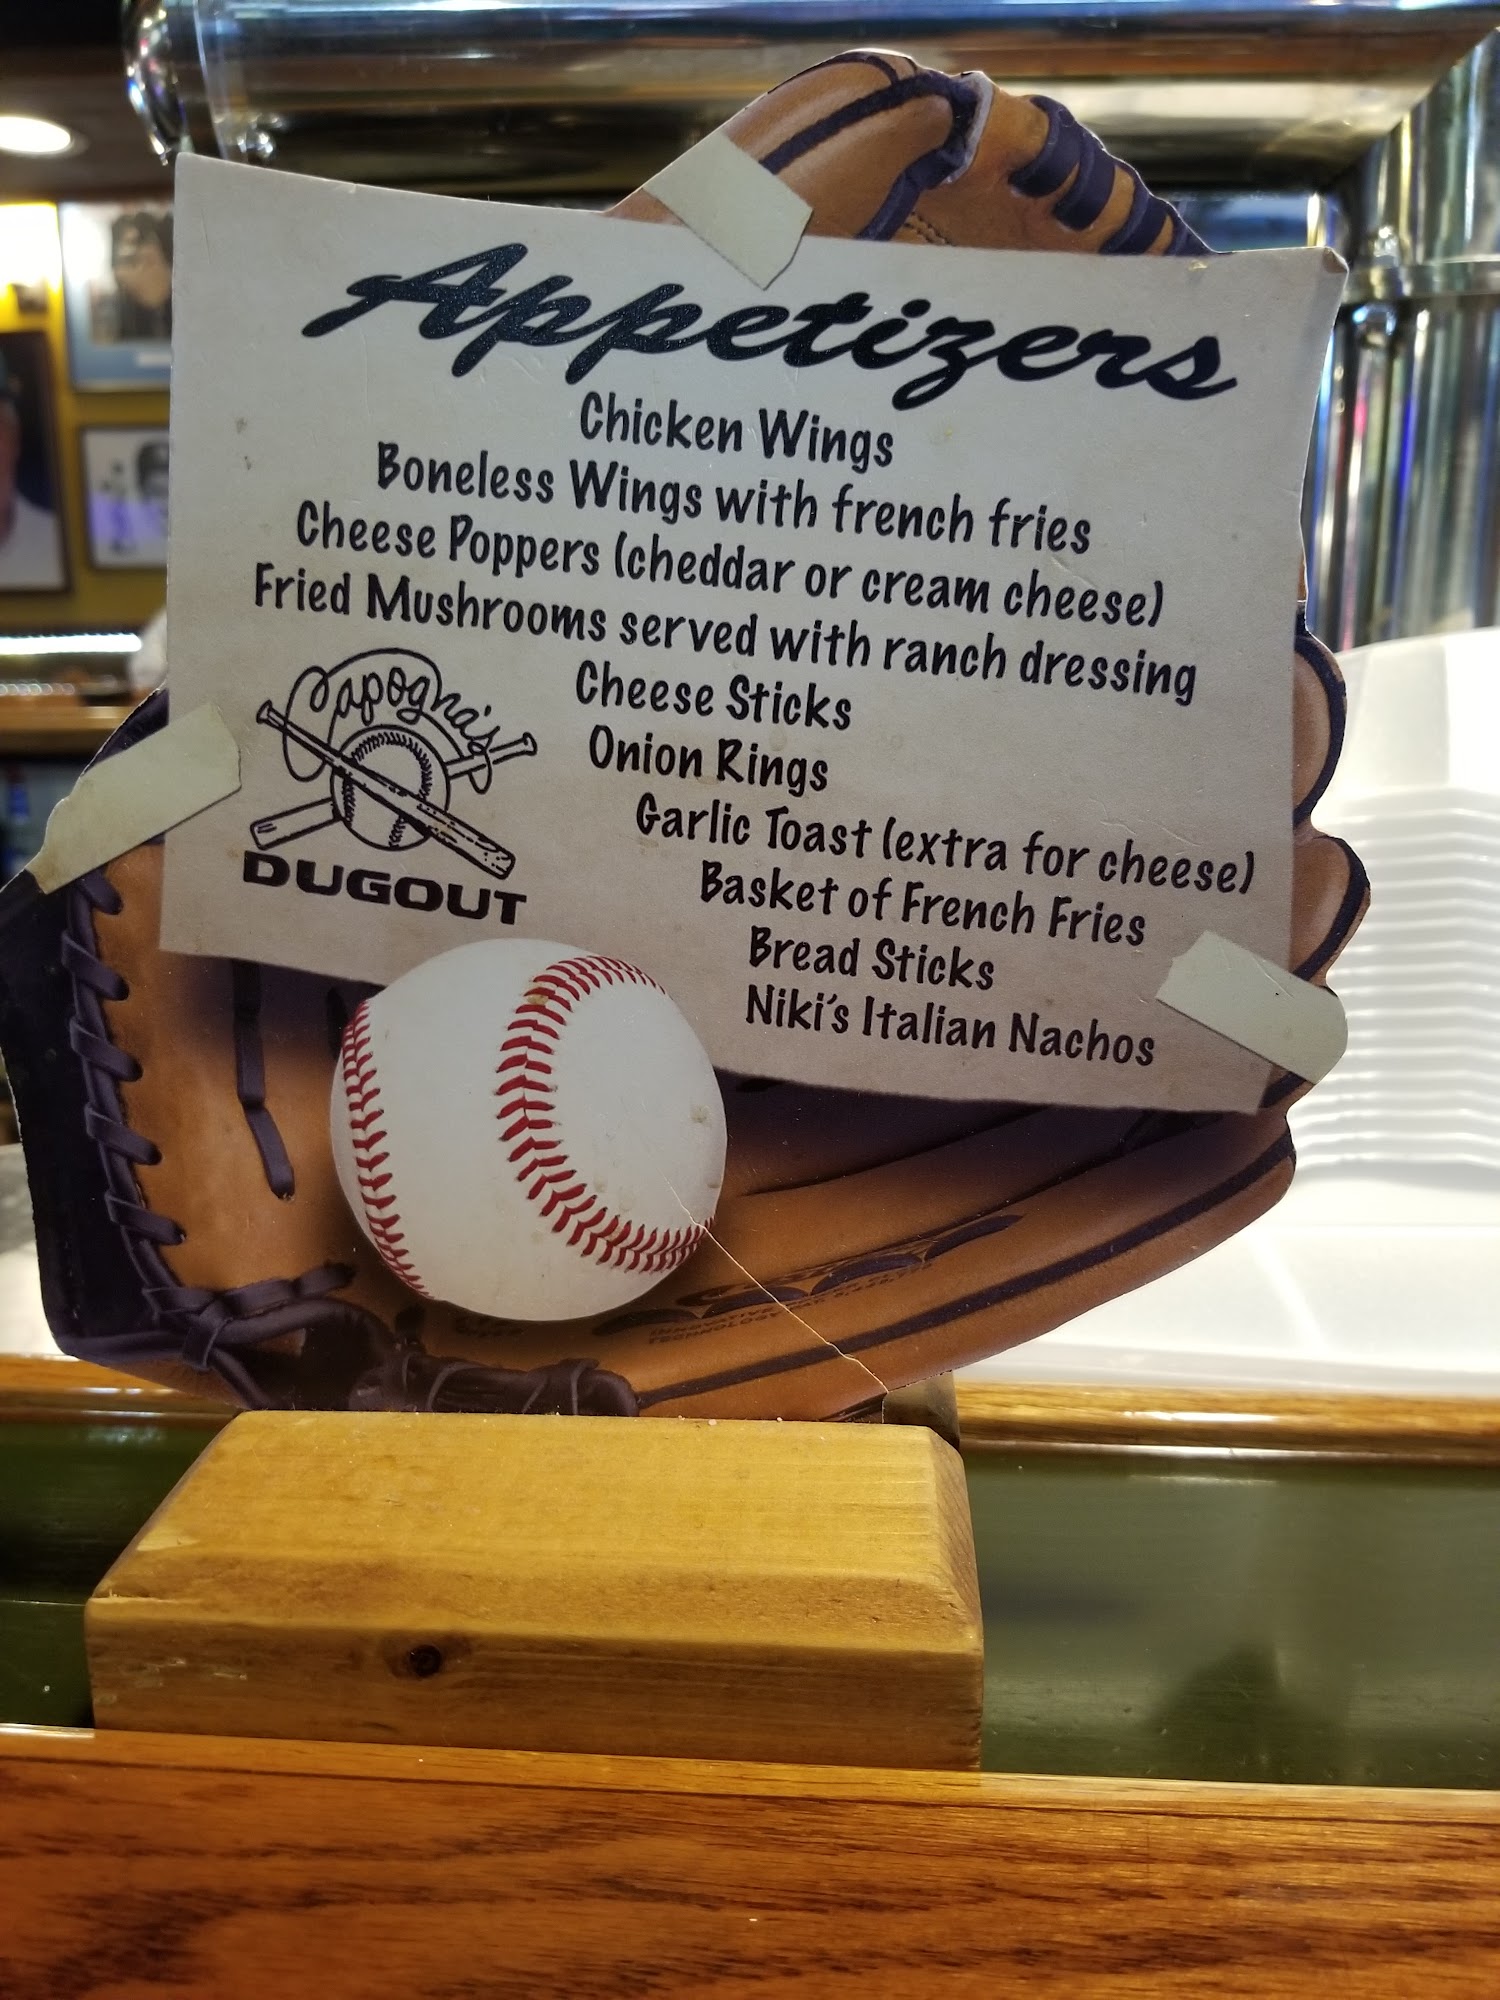 Appetizers
Chicken Wings
Boneless Wings with french fries
Cheese Poppers (cheddar or cream cheese)
Fried Mushrooms served with ranch dressing
Cheese Sticks
Onion Rings
Garlic Toast (extra for cheese)
Basket of French Fries
Bread Sticks
Niki's Italian Nachos
Capogna's
DUGOUT